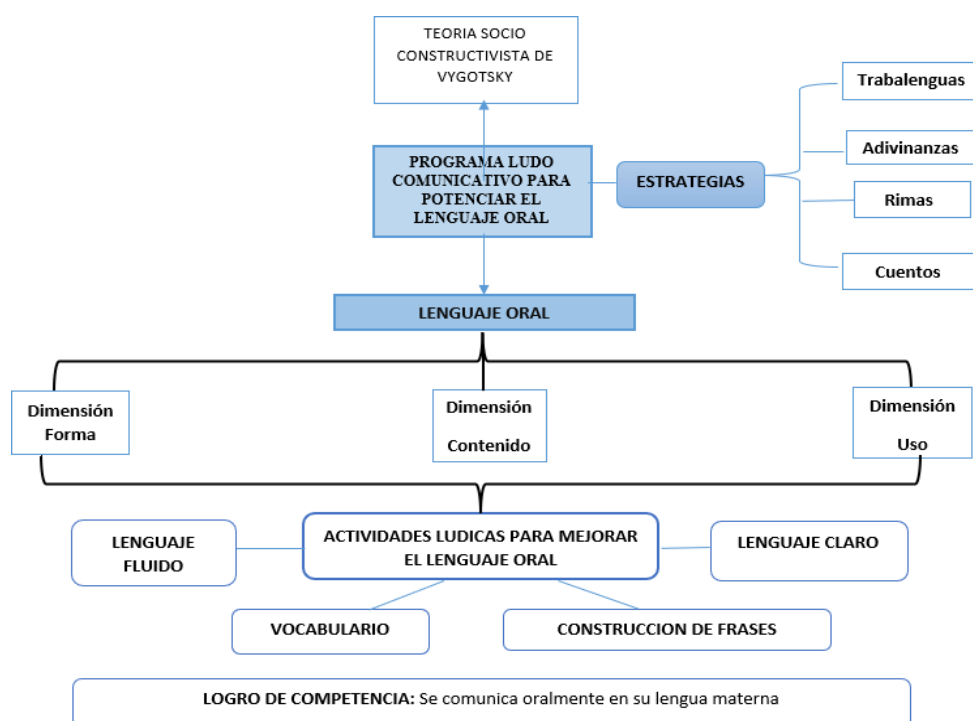 TEORIA SOCIO
CONSTRUCTIVISTA DE
VYGOTSKY
Trabalenguas
Adivinanzas
Rimas
Cuentos
PROGRAMA LUDO
COMUNICATIVO PARA
POTENCIAR EL
LENGUAJE ORAL
ESTRATEGIAS
LENGUAJE ORAL
Dimensión
Forma
Dimensión
Contenido
Dimensión
Uso
LENGUAJE
FLUIDO
ACTIVIDADES LUDICAS PARA MEJORAR
EL LENGUAJE ORAL
LENGUAJE CLARO
VOCABULARIO
CONSTRUCCION DE FRASES
LOGRO DE COMPETENCIA: Se comunica oralmente en su lengua materna